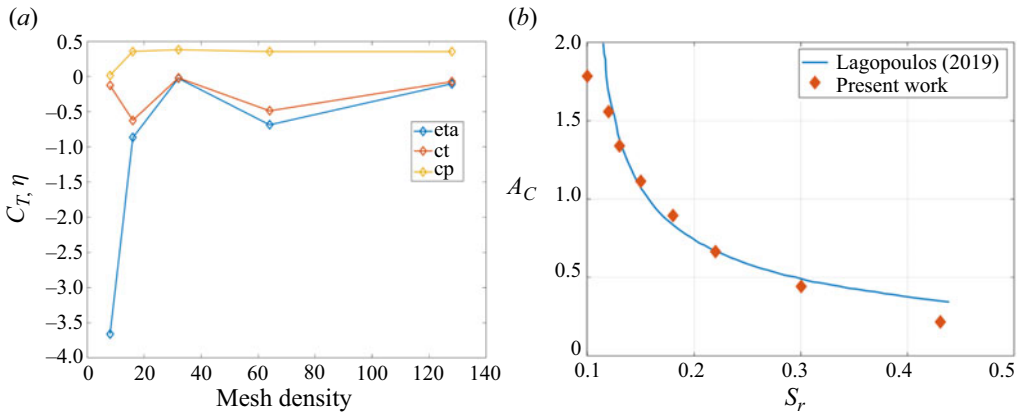 (a)
0.5
0
–0.5
–1.0
–1.5
–2.0
–2.5
–3.0
–3.5
–4.0
C_T, η
eta
ct
cp
0 20 40 60 80 100 120 140
Mesh density
(b)
2.0
1.5
1.0
0.5
0
A_C
Lagopoulos (2019)
Present work
0.1 0.2 0.3 0.4 0.5
S_r